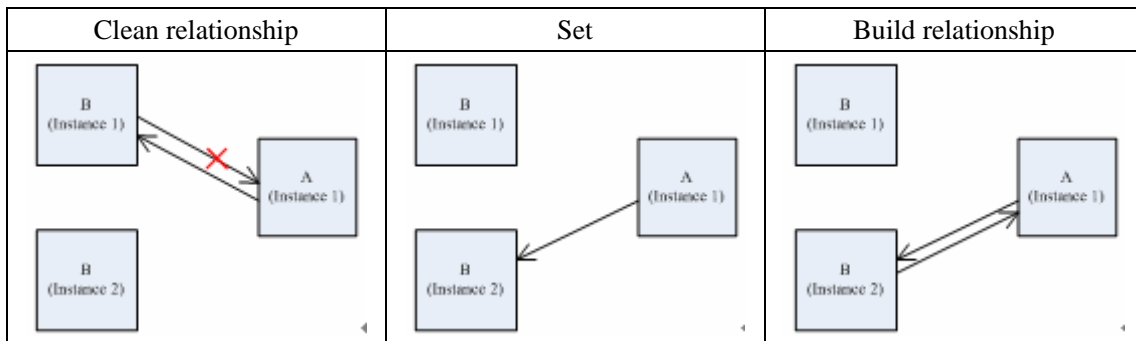 Clean relationship
Set
Build relationship
B
(Instance 1)
A
(Instance 1)
B
(Instance 2)
B
(Instance 1)
A
(Instance 1)
B
(Instance 2)
B
(Instance 1)
A
(Instance 1)
B
(Instance 2)